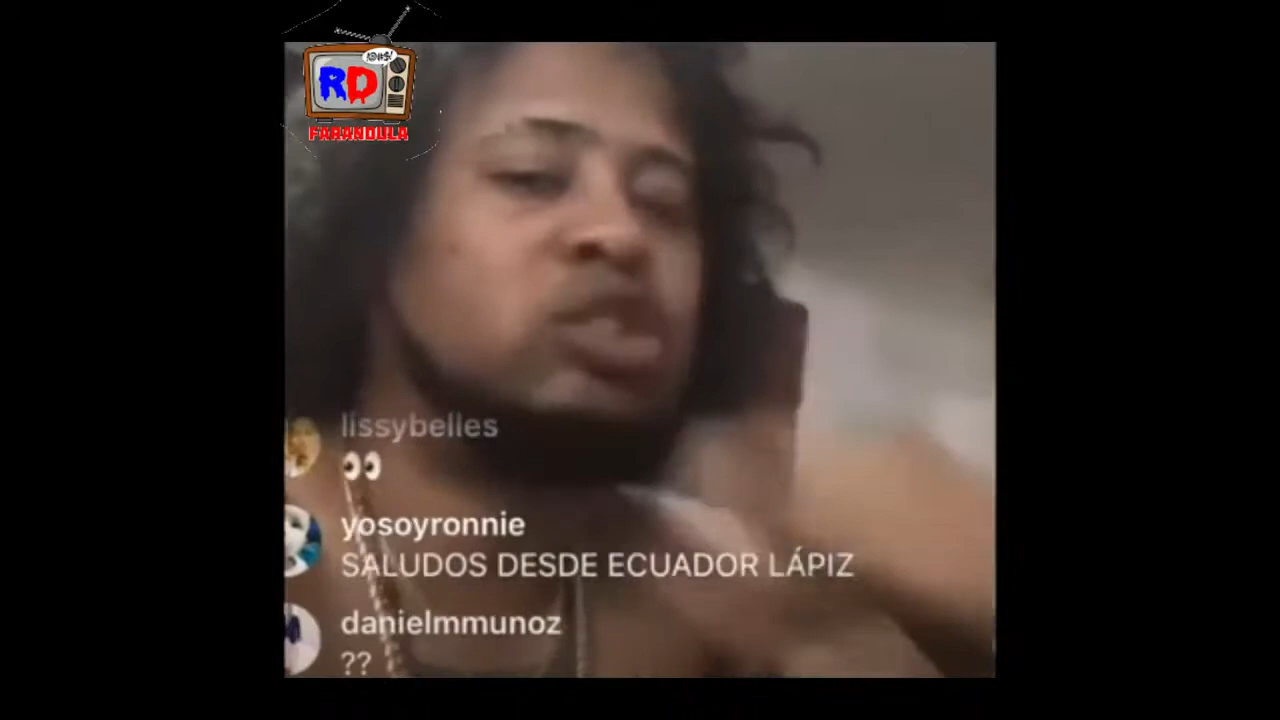 @#$!
RD
FARANDULA
lissybelles
👀
yosoyronnie
SALUDOS DESDE ECUADOR LÁPIZ
danielmmunoz
??